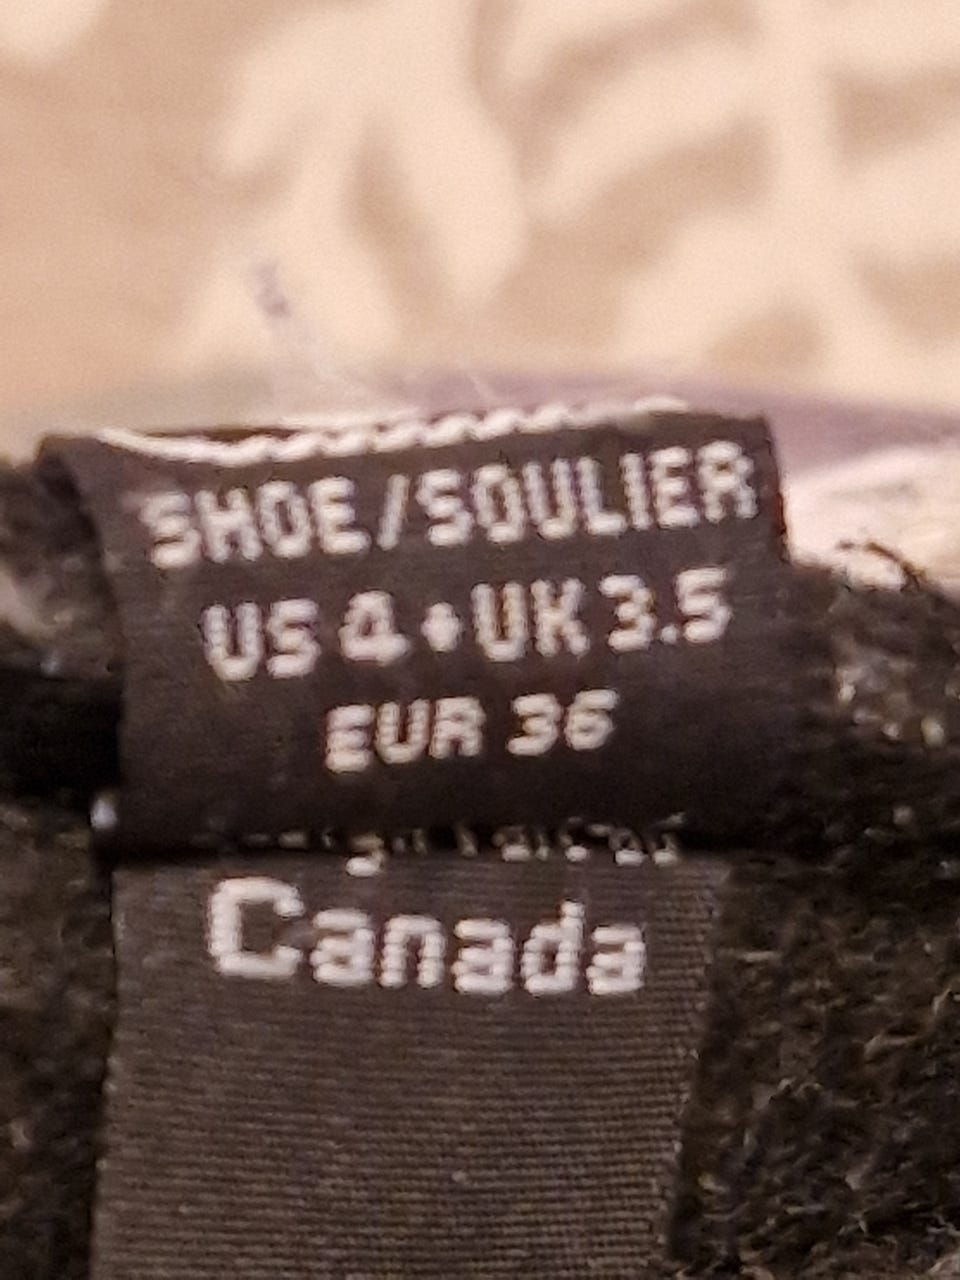 SHOE/SOULIER
US 4 • UK 3.5
EUR 36
Canada